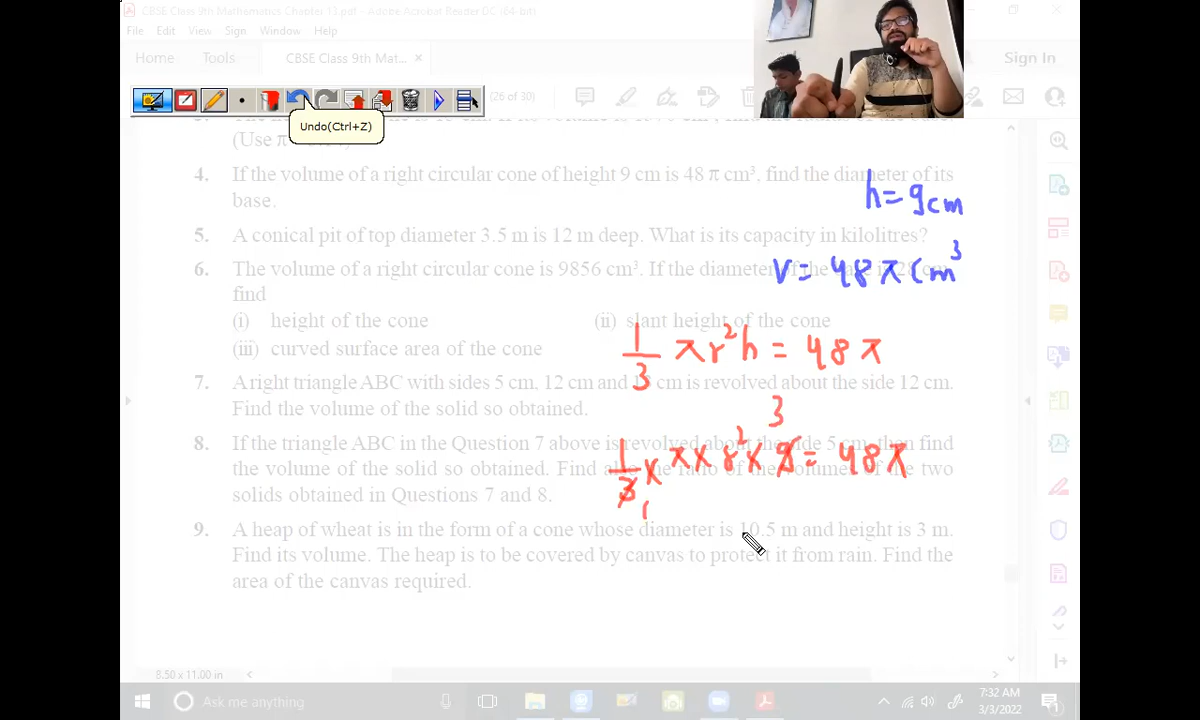 CBSE Class 9th Mathematics Chapter 13.pdf - Adobe Acrobat Reader DC (64-bit)
File Edit View Sign Window Help
Home Tools CBSE Class 9th Mat... × Sign In
(26 of 30)
Undo(Ctrl+Z)
(Use π
4. If the volume of a right circular cone of height 9 cm is 48 π cm³, find the diameter of its
base.
h = 9cm
5. A conical pit of top diameter 3.5 m is 12 m deep. What is its capacity in kilolitres?
6. The volume of a right circular cone is 9856 cm³. If the diameter of the base is 28 cm,
find
V = 48 π cm³
(i) height of the cone (ii) slant height of the cone
(iii) curved surface area of the cone
1/3 πr²h = 48 π
7. A right triangle ABC with sides 5 cm, 12 cm and 13 cm is revolved about the side 12 cm.
Find the volume of the solid so obtained.
3
8. If the triangle ABC in the Question 7 above is revolved about the side 5 cm, then find
the volume of the solid so obtained. Find also the ratio of the volumes of the two
solids obtained in Questions 7 and 8.
1/3 × π × r² × 9 = 48 π
1
9. A heap of wheat is in the form of a cone whose diameter is 10.5 m and height is 3 m.
Find its volume. The heap is to be covered by canvas to protect it from rain. Find the
area of the canvas required.
8.50 x 11.00 in
Ask me anything
7:32 AM
3/3/2022